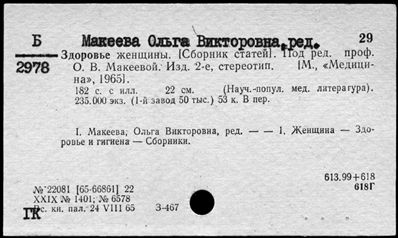 Б Макеева Ольга Викторовна, ред. 29
2978
Здоровье женщины. [Сборник статей]. Под ред. проф.
О. В. Макеевой. Изд. 2-е, стереотип. [М., «Медици-
на», 1965].
182 с. с илл. 22 см. (Науч.-попул. мед. литература).
235.000 экз. (1-й завод 50 тыс.) 53 к. В пер.
I. Макеева, Ольга Викторовна, ред. — — 1. Женщина — Здо-
ровье и гигиена — Сборники.
613.99+618
№ 22081 [65-66861] 22 618Г
XXIX № 1401; № 6578
Вс. кн. пал. 24 VIII 65 З-467
ГК